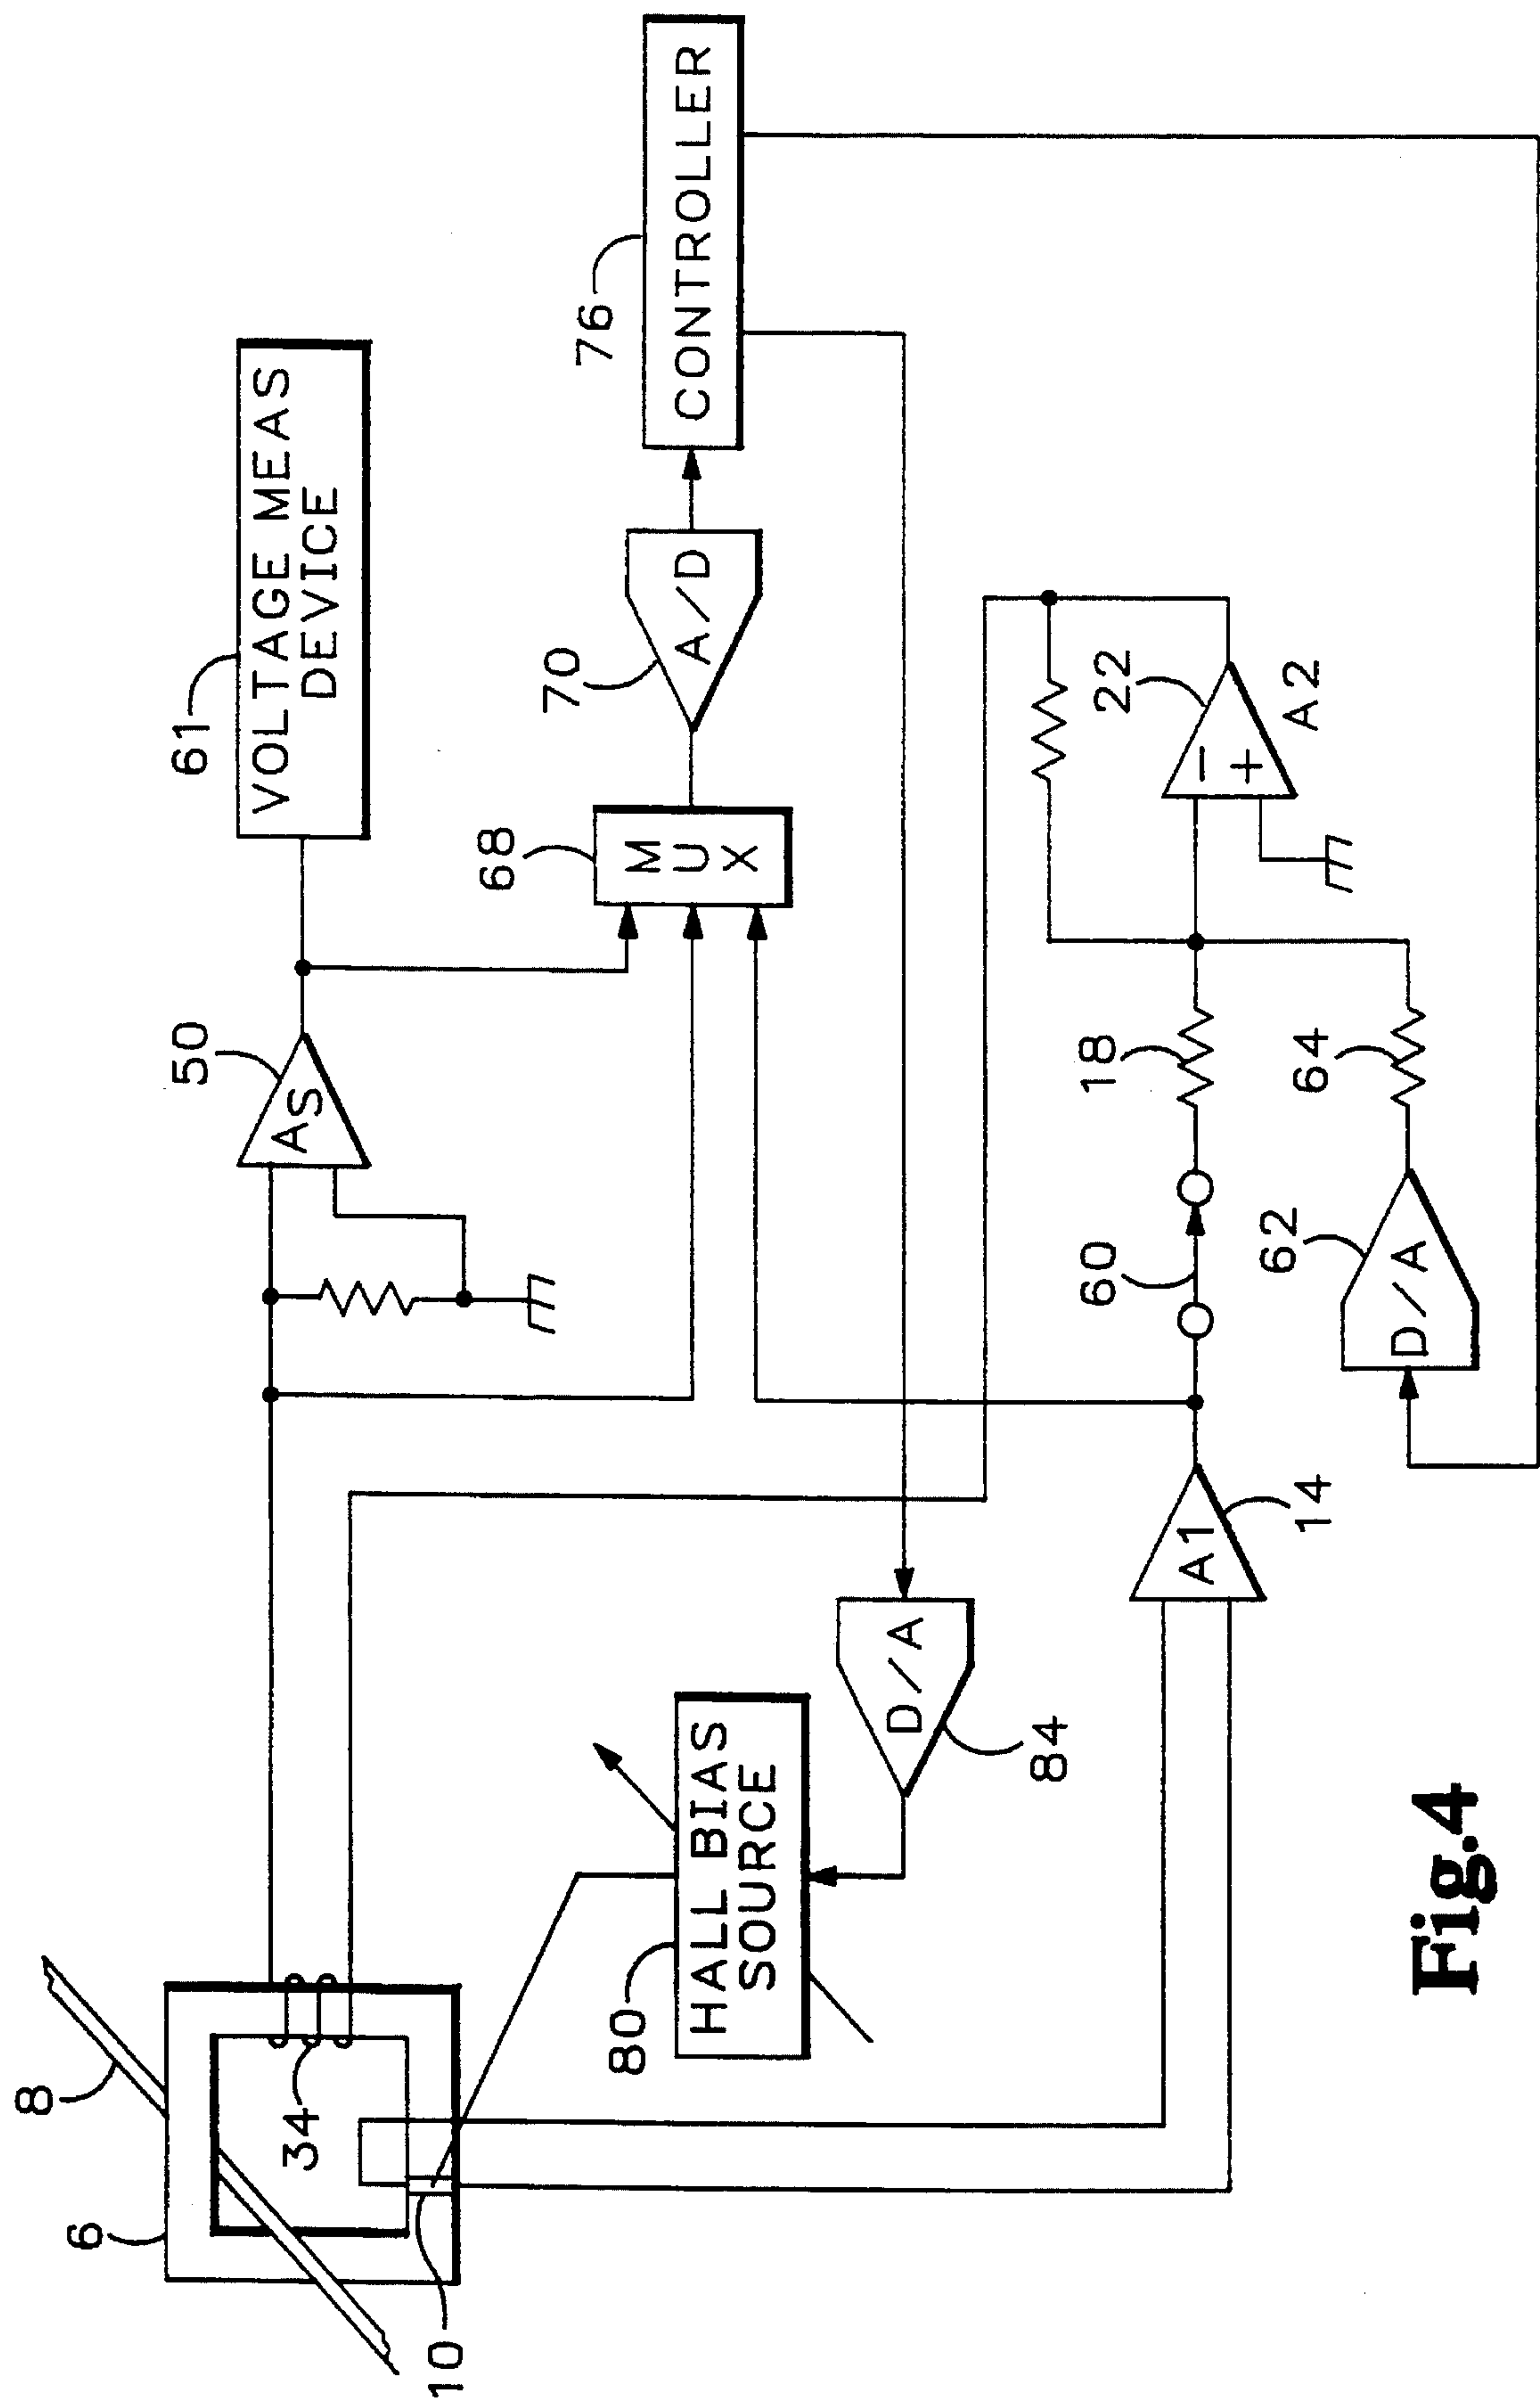 8
6
34
10
50
AS
61
VOLTAGE MEAS
DEVICE
68
MUX
70
A/D
76
CONTROLLER
80
HALL BIAS
SOURCE
D/A
84
A1
14
60
18
22
−
+
A2
62
D/A
64
Fig.4